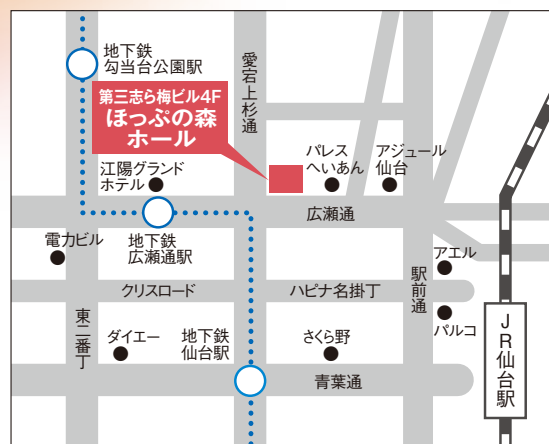 地下鉄
勾当台公園駅
愛宕上杉通
第三志ら梅ビル4F
ほっぷの森
ホール
江陽グランド
ホテル
パレス
へいあん
アジュール
仙台
広瀬通
電力ビル
地下鉄
広瀬通駅
アエル
駅前通
クリスロード
ハピナ名掛丁
パルコ
JR仙台駅
東二番丁
ダイエー
地下鉄
仙台駅
さくら野
青葉通